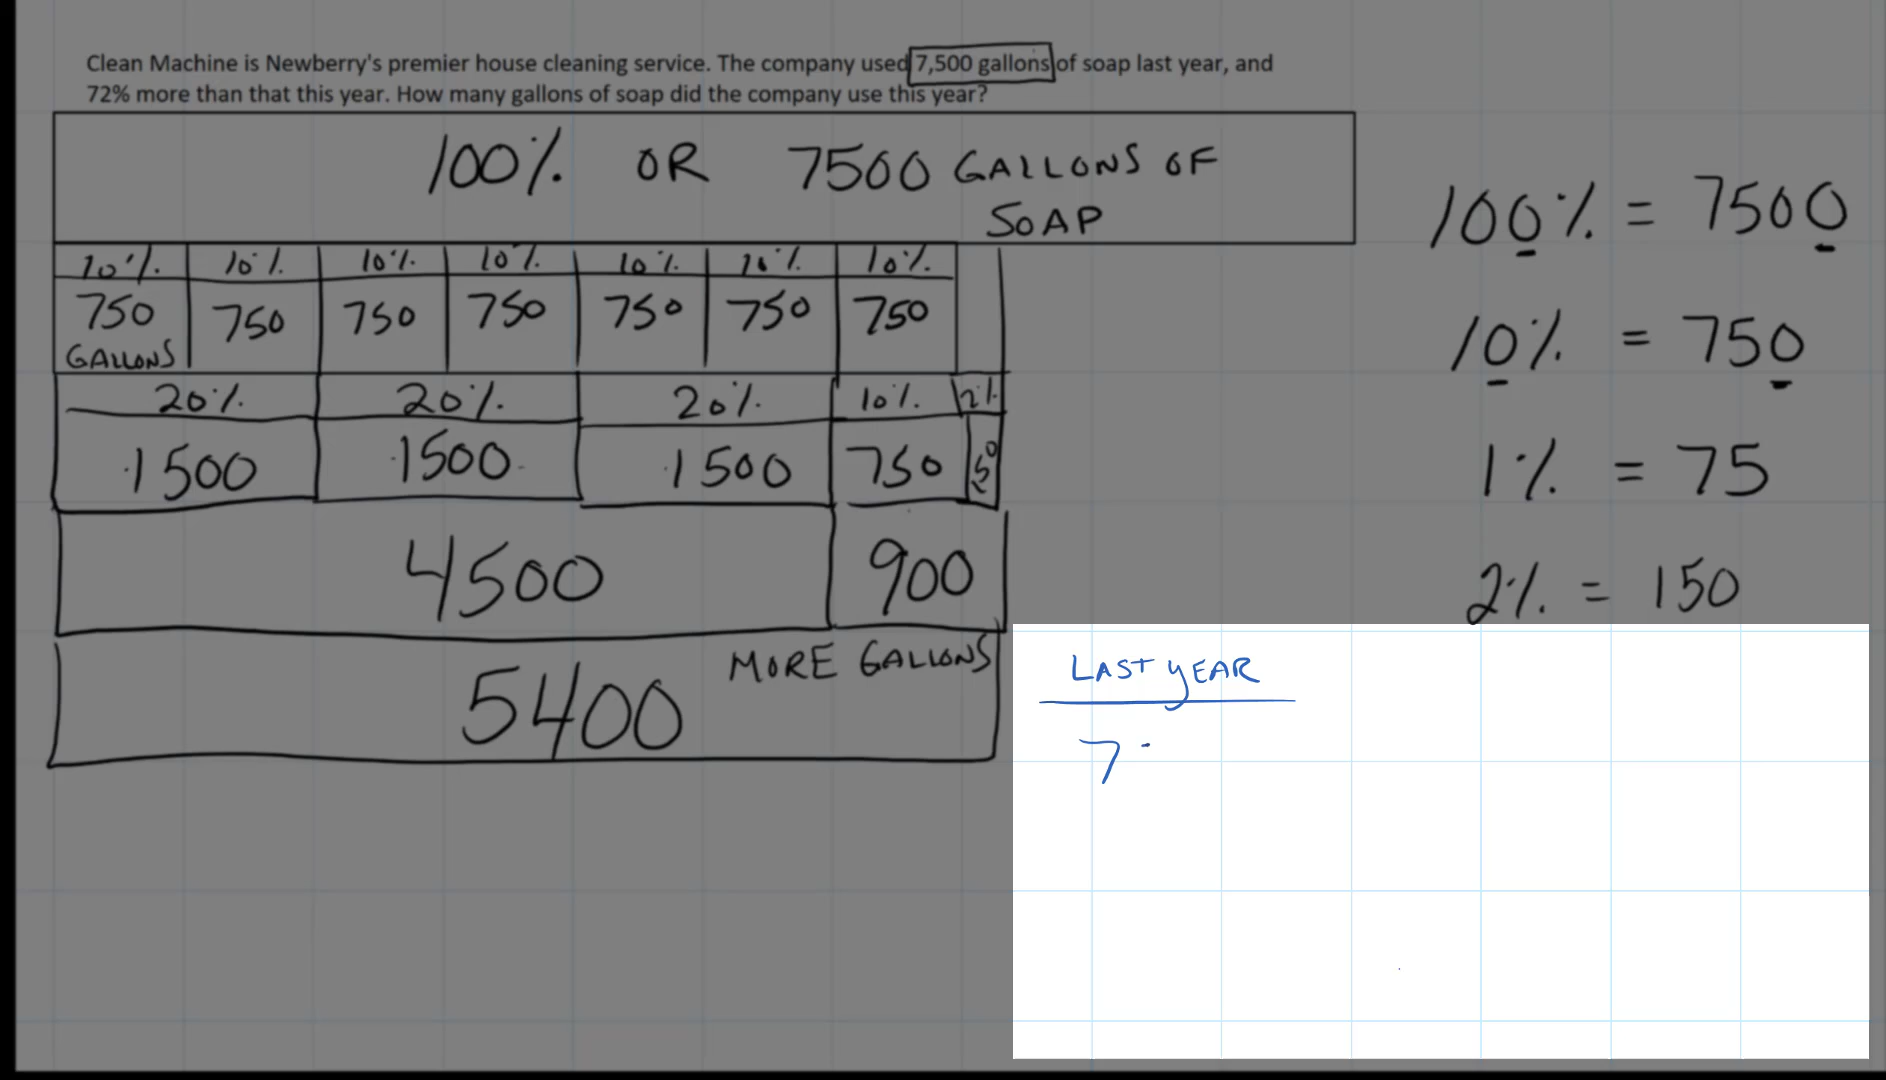 Clean Machine is Newberry's premier house cleaning service. The company used 7,500 gallons of soap last year, and
72% more than that this year. How many gallons of soap did the company use this year?
100% OR 7500 GALLONS OF
SOAP
10% 10% 10% 10% 10% 10% 10%
750 750 750 750 750 750 750
GALLONS
20% 20% 20% 10% 2%
1500 1500 1500 750 150
4500 900
5400 MORE GALLONS
100% = 7500
10% = 750
1% = 75
2% = 150
LAST YEAR
7